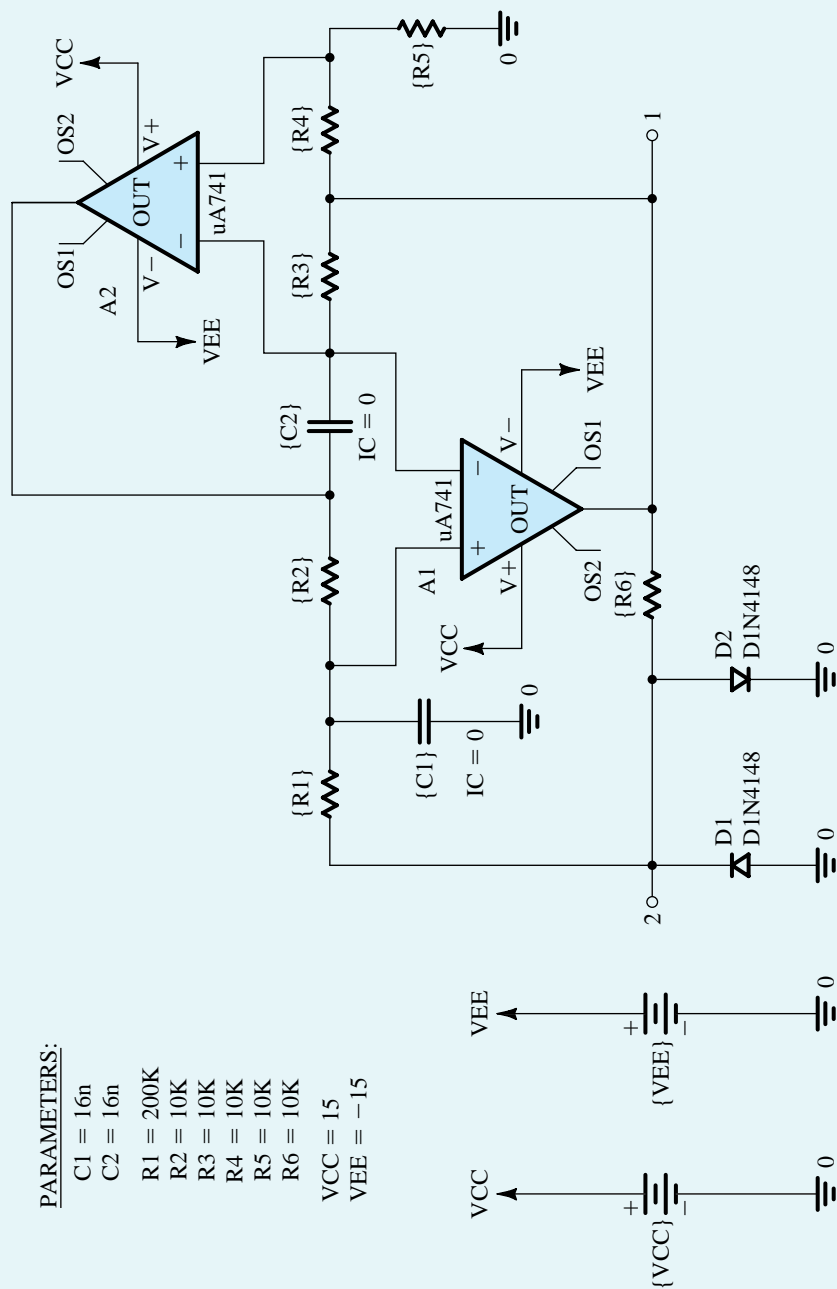 PARAMETERS:
C1 = 16n
C2 = 16n
R1 = 200K
R2 = 10K
R3 = 10K
R4 = 10K
R5 = 10K
R6 = 10K
VCC = 15
VEE = −15
VCC
{VCC}
+
−
0
VEE
{VEE}
+
−
0
2
{R1}
{C1}
IC = 0
0
D1
D1N4148
0
D2
D1N4148
0
{R2}
VCC
A1
V+
+
−
uA741
OUT
V−
VEE
OS2
OS1
{R6}
{C2}
IC = 0
{R3}
{R4}
{R5}
0
VEE
A2
V−
OS1
OUT
−
+
uA741
V+
OS2
VCC
1